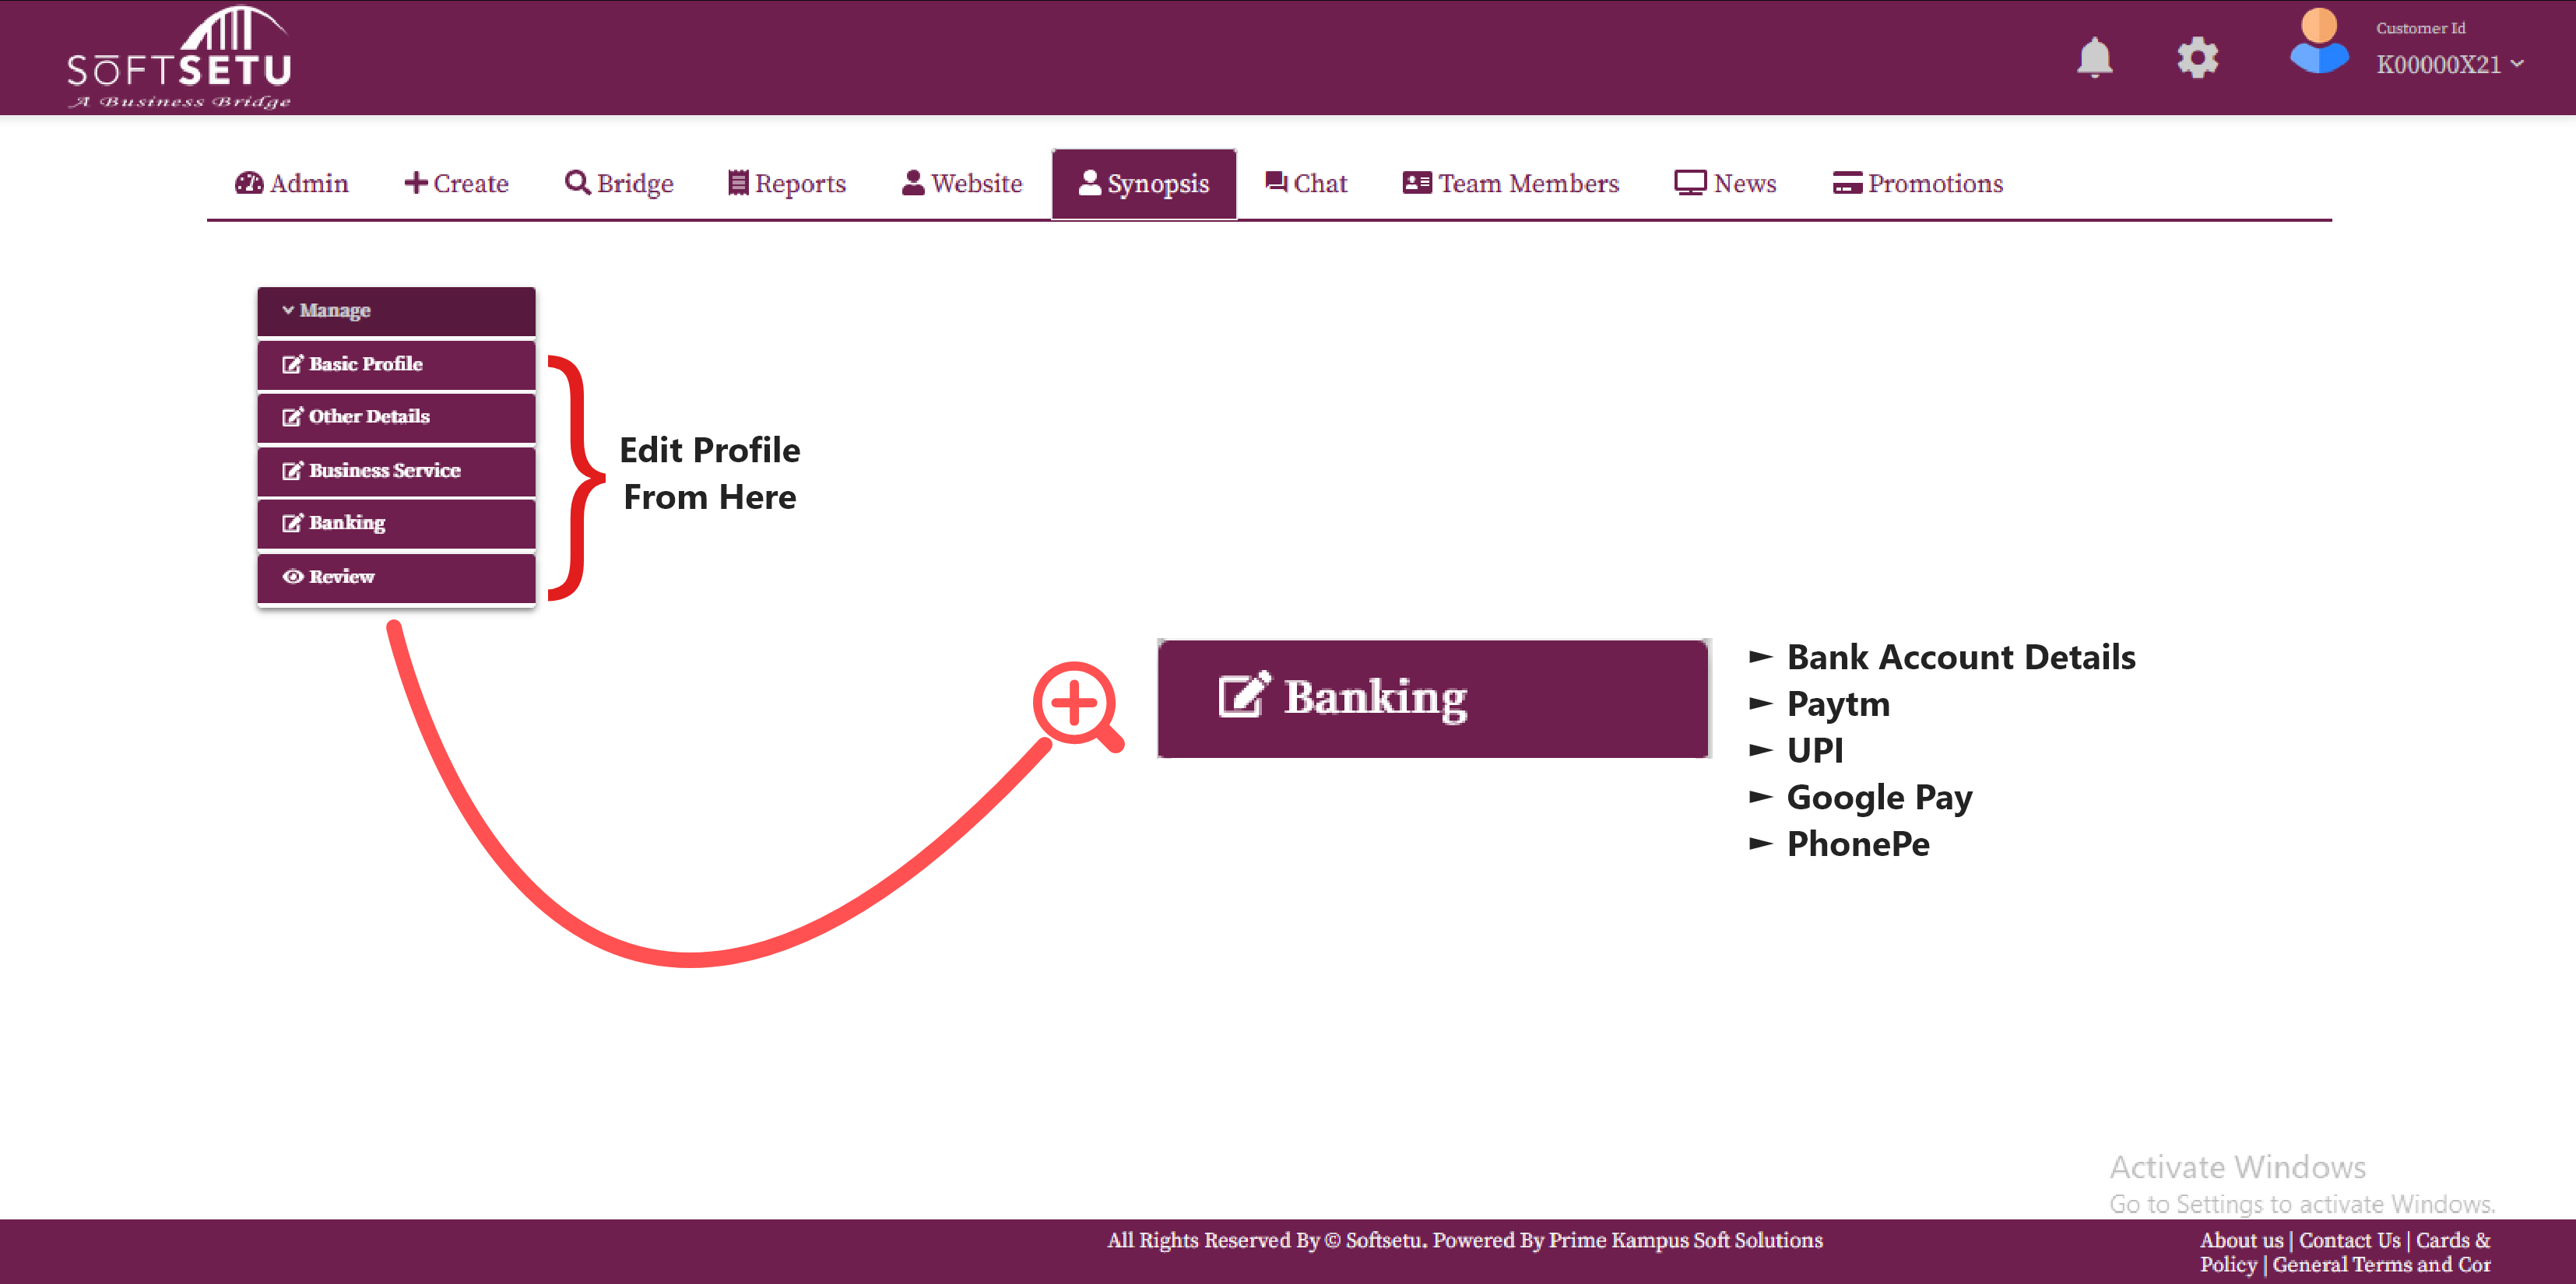 SŌFTSETU
A Business Bridge
Customer Id
K00000X21
Admin
Create
Bridge
Reports
Website
Synopsis
Chat
Team Members
News
Promotions
Manage
Basic Profile
Other Details
Business Service
Banking
Review
Edit Profile
From Here
Banking
► Bank Account Details
► Paytm
► UPI
► Google Pay
► PhonePe
Activate Windows
Go to Settings to activate Windows.
All Rights Reserved By © Softsetu. Powered By Prime Kampus Soft Solutions
About us | Contact Us | Cards &
Policy | General Terms and Cor